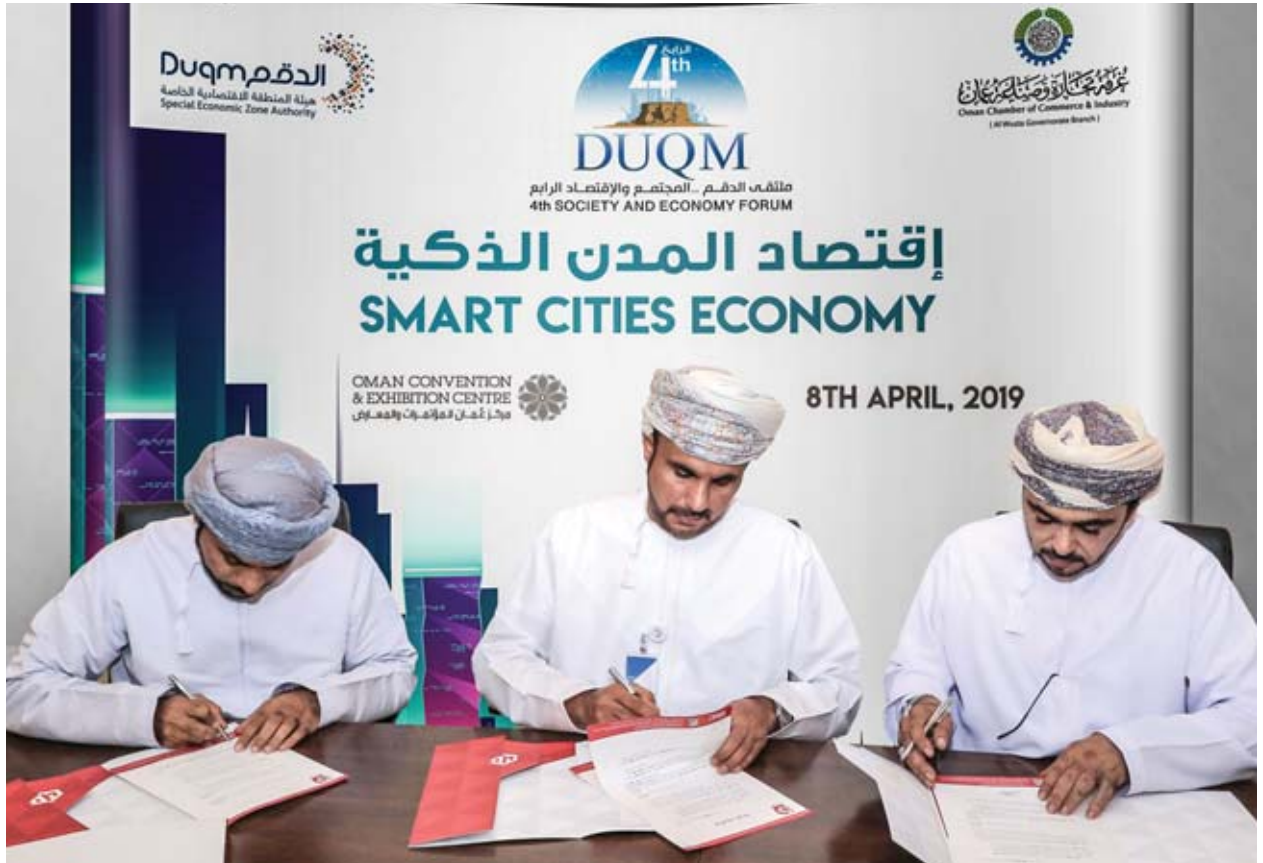 Duqm الدقم
هيئة المنطقة الاقتصادية الخاصة
Special Economic Zone Authority
الرابع
4th
DUQM
ملتقى الدقم ..المجتمع والإقتصاد الرابع
4th SOCIETY AND ECONOMY FORUM
غرفة تجارة وصناعة عمان
Oman Chamber of Commerce & Industry
( Al Wusta Governorate Branch )
إقتصاد المدن الذكية
SMART CITIES ECONOMY
OMAN CONVENTION
& EXHIBITION CENTRE
مركز عُمان للمؤتمرات والمعارض
8TH APRIL, 2019